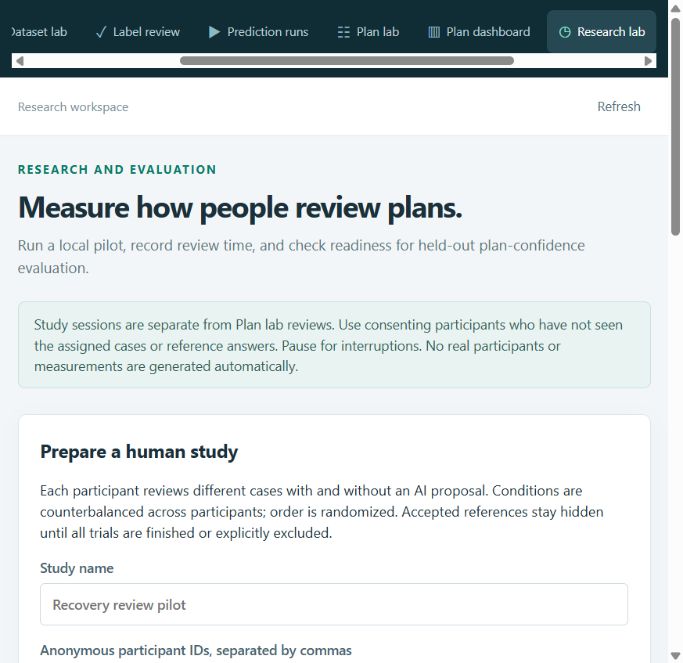 Dataset lab
Label review
Prediction runs
Plan lab
Plan dashboard
Research lab
Research workspace
Refresh
RESEARCH AND EVALUATION
Measure how people review plans.
Run a local pilot, record review time, and check readiness for held-out plan-confidence
evaluation.
Study sessions are separate from Plan lab reviews. Use consenting participants who have not seen
the assigned cases or reference answers. Pause for interruptions. No real participants or
measurements are generated automatically.
Prepare a human study
Each participant reviews different cases with and without an AI proposal. Conditions are
counterbalanced across participants; order is randomized. Accepted references stay hidden
until all trials are finished or explicitly excluded.
Study name
Recovery review pilot
Anonymous participant IDs, separated by commas